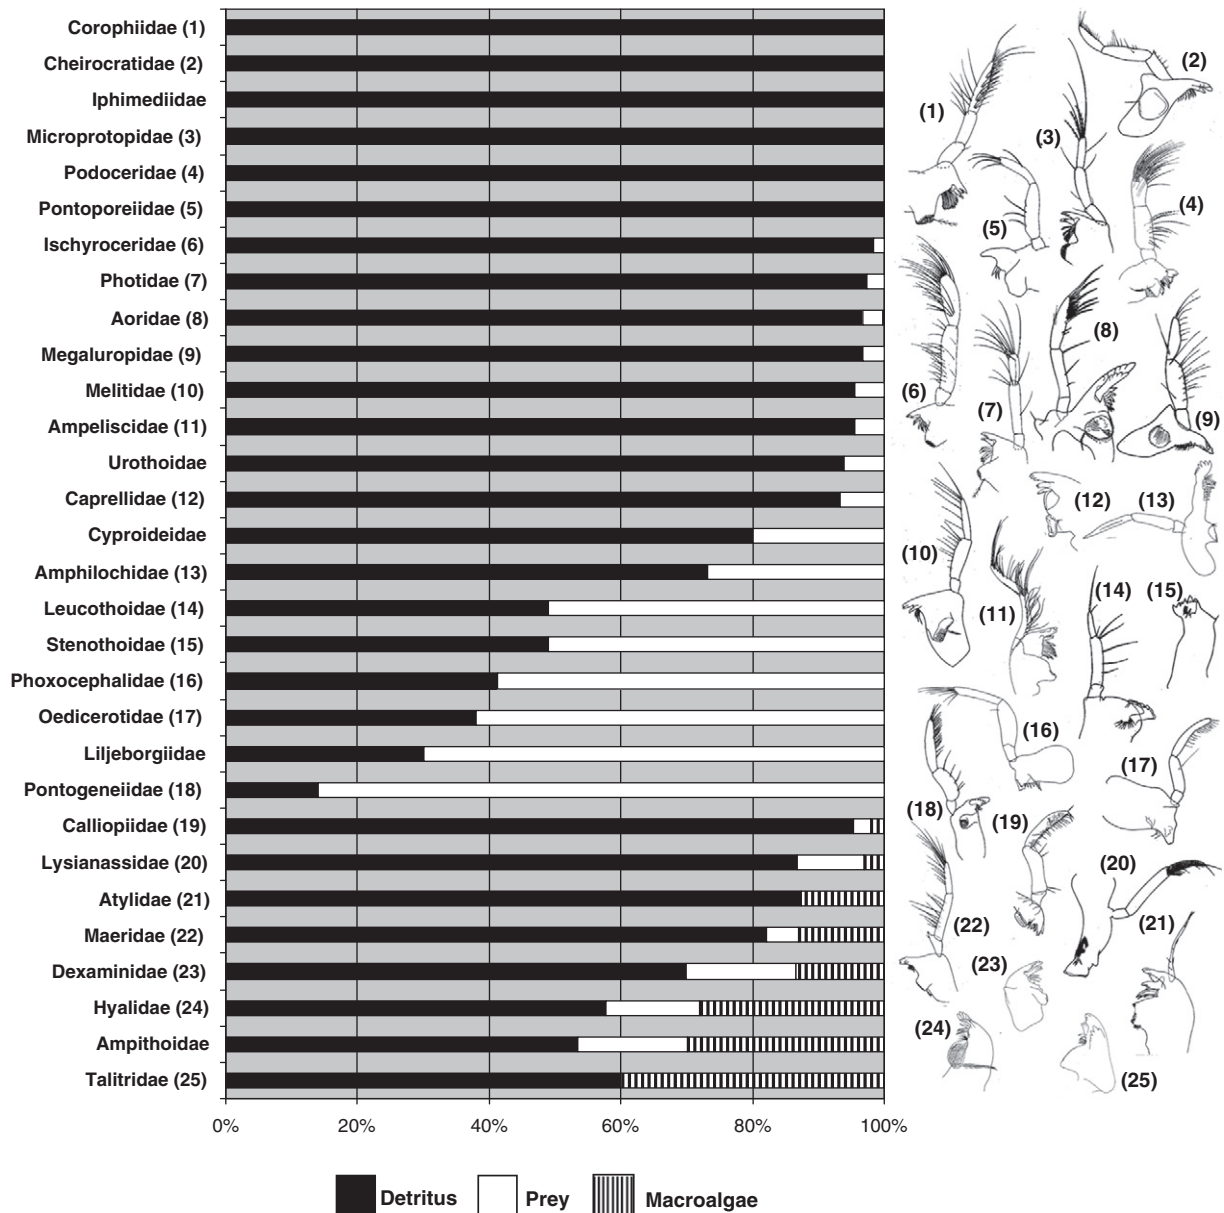 Corophiidae (1)
Cheirocratidae (2)
Iphimediidae
Microprotopidae (3)
Podoceridae (4)
Pontoporeiidae (5)
Ischyroceridae (6)
Photidae (7)
Aoridae (8)
Megaluropidae (9)
Melitidae (10)
Ampeliscidae (11)
Urothoidae
Caprellidae (12)
Cyproideidae
Amphilochidae (13)
Leucothoidae (14)
Stenothoidae (15)
Phoxocephalidae (16)
Oedicerotidae (17)
Liljeborgiidae
Pontogeneiidae (18)
Calliopiidae (19)
Lysianassidae (20)
Atylidae (21)
Maeridae (22)
Dexaminidae (23)
Hyalidae (24)
Ampithoidae
Talitridae (25)
0% 20% 40% 60% 80% 100%
Detritus Prey Macroalgae
(1)
(2)
(3)
(4)
(5)
(6)
(7)
(8)
(9)
(10)
(11)
(12)
(13)
(14)
(15)
(16)
(17)
(18)
(19)
(20)
(21)
(22)
(23)
(24)
(25)